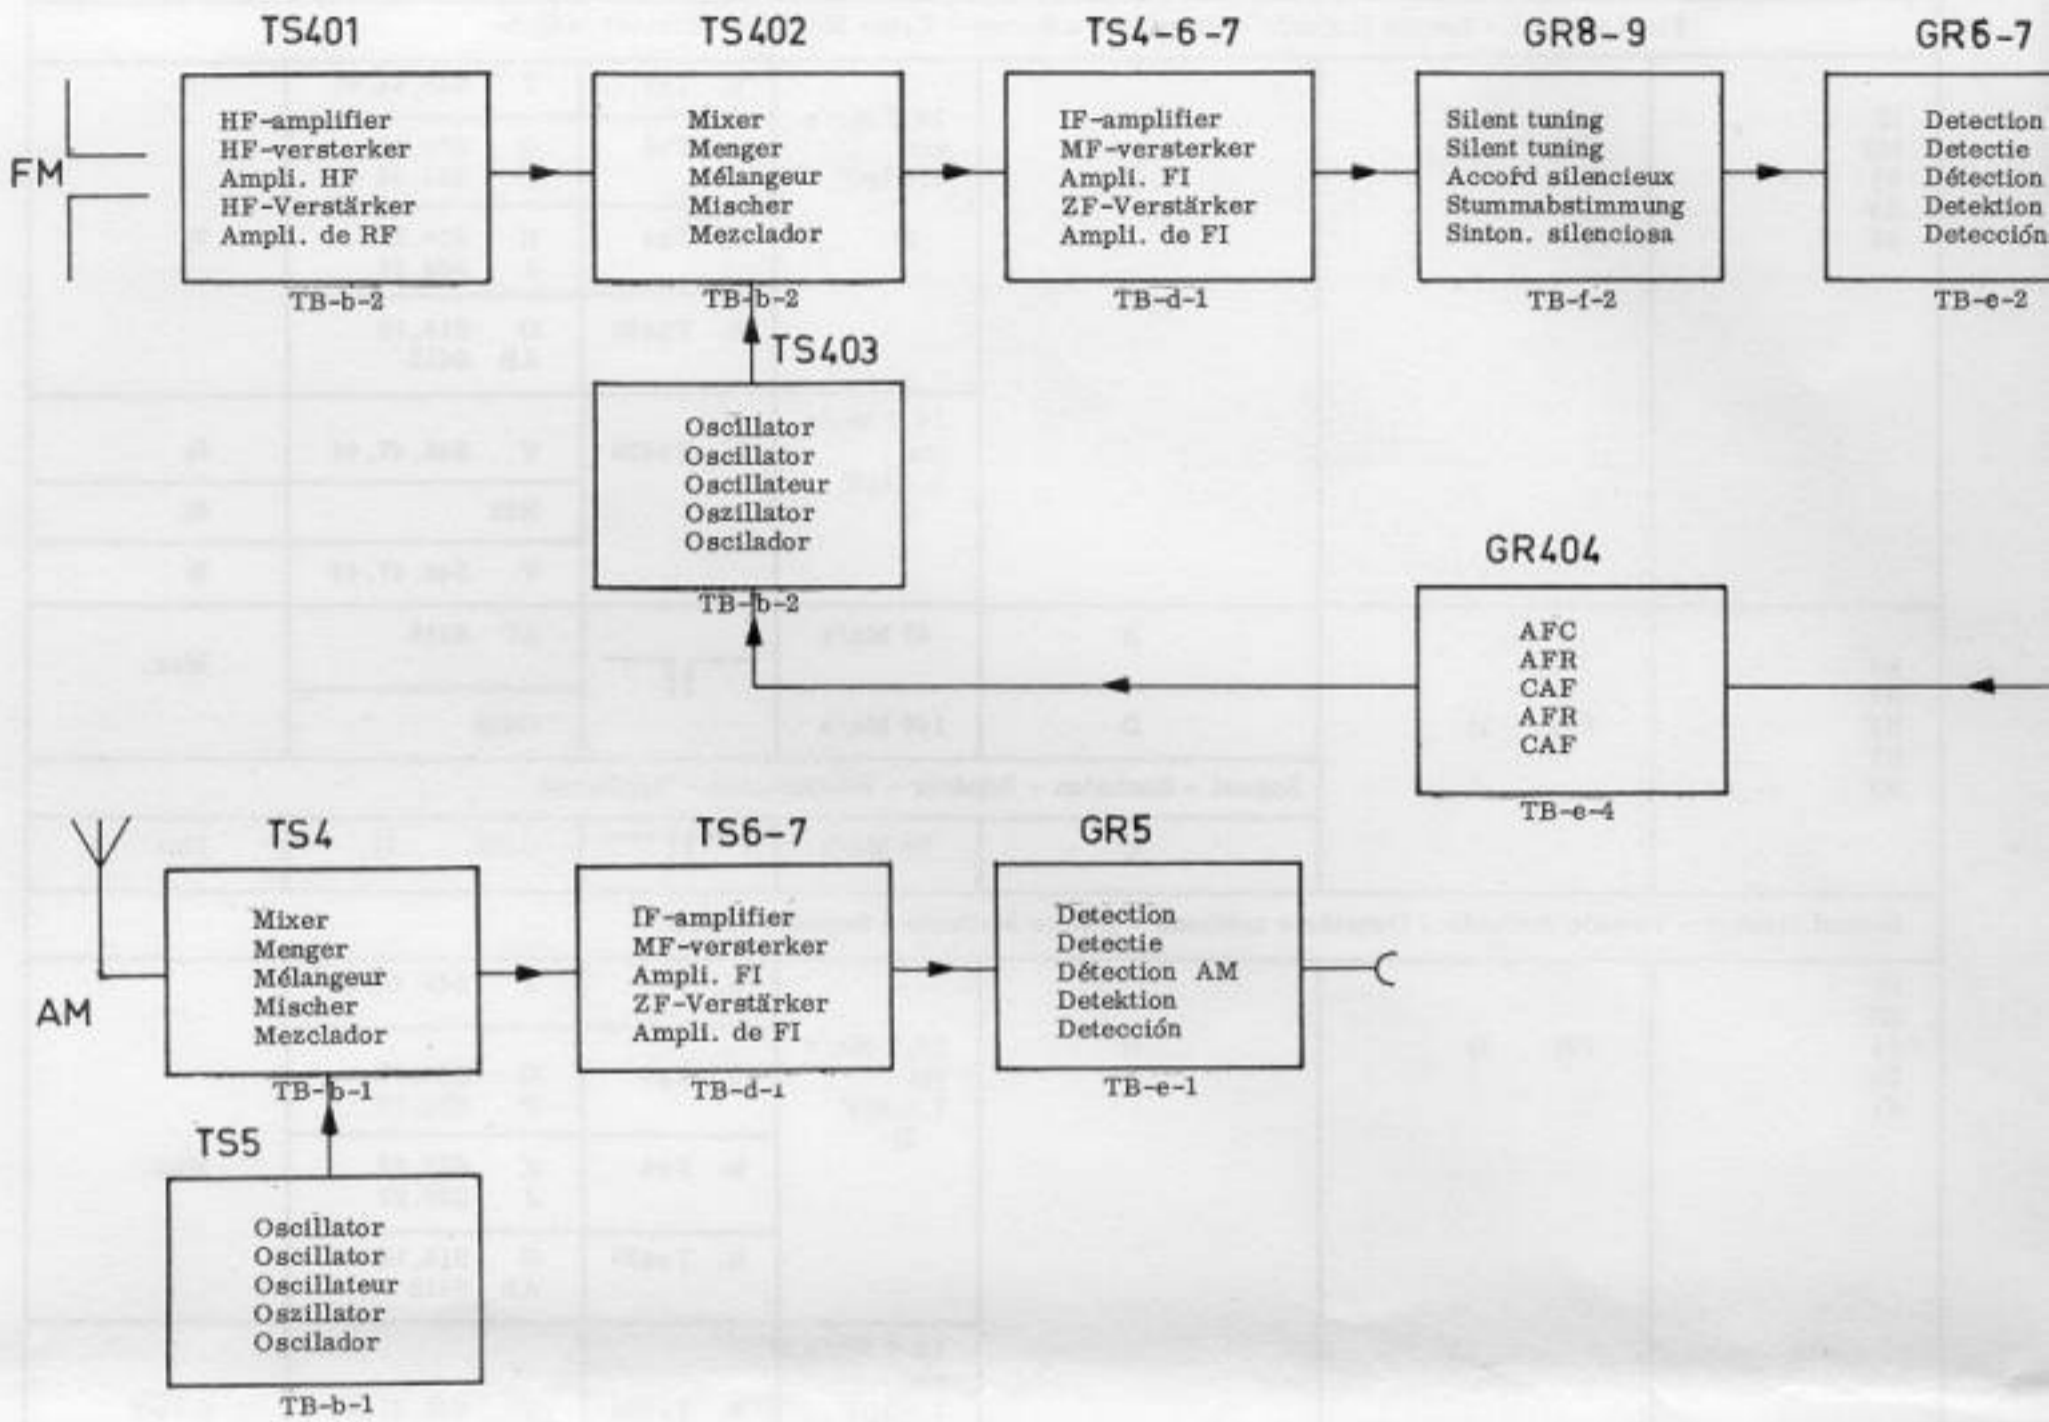 TS401
HF-amplifier
HF-versterker
Ampli. HF
HF-Verstärker
Ampli. de RF
TB-b-2
TS402
Mixer
Menger
Mélangeur
Mischer
Mezclador
TB-b-2
TS4-6-7
IF-amplifier
MF-versterker
Ampli. FI
ZF-Verstärker
Ampli. de FI
TB-d-1
GR8-9
Silent tuning
Silent tuning
Accord silencieux
Stummabstimmung
Sinton. silenciosa
TB-f-2
GR6-7
Detection
Detectie
Détection
Detektion
Detección
TB-e-2
FM
TS403
Oscillator
Oscillator
Oscillateur
Oszillator
Oscilador
TB-b-2
GR404
AFC
AFR
CAF
AFR
CAF
TB-e-4
AM
TS4
Mixer
Menger
Mélangeur
Mischer
Mezclador
TB-b-1
TS6-7
IF-amplifier
MF-versterker
Ampli. FI
ZF-Verstärker
Ampli. de FI
TB-d-1
GR5
Detection
Detectie
Détection AM
Detektion
Detección
TB-e-1
TS5
Oscillator
Oscillator
Oscillateur
Oszillator
Oscilador
TB-b-1